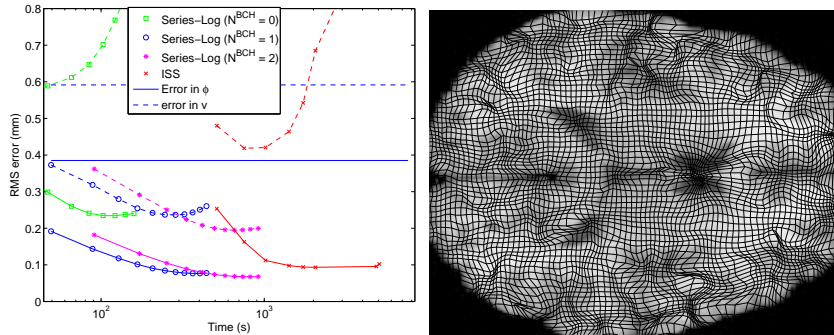 0.8
0.7
0.6
0.5
0.4
0.3
0.2
0.1
0
RMS error (mm)
Series-Log (N^BCH = 0)
Series-Log (N^BCH = 1)
Series-Log (N^BCH = 2)
ISS
Error in ϕ
error in v
10^2
10^3
Time (s)